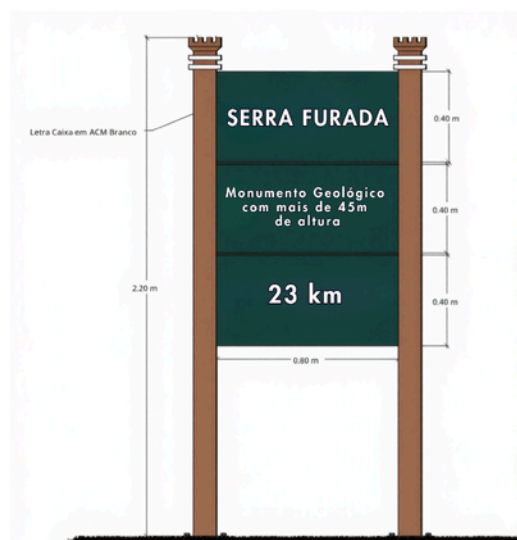 SERRA FURADA
0.40 m
Letra Caixa em ACM Branco
Monumento Geológico
com mais de 45m
de altura
0.40 m
2.20 m
23 km
0.40 m
0.80 m